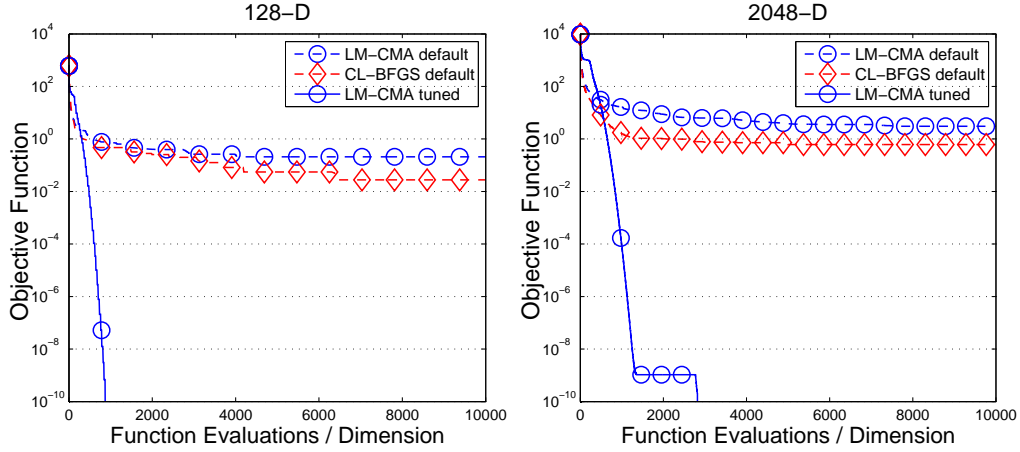 128−D
Objective Function
10^4
10^2
10^0
10^−2
10^−4
10^−6
10^−8
10^−10
LM−CMA default
CL−BFGS default
LM−CMA tuned
0 2000 4000 6000 8000 10000
Function Evaluations / Dimension
2048−D
Objective Function
10^4
10^2
10^0
10^−2
10^−4
10^−6
10^−8
10^−10
LM−CMA default
CL−BFGS default
LM−CMA tuned
0 2000 4000 6000 8000 10000
Function Evaluations / Dimension